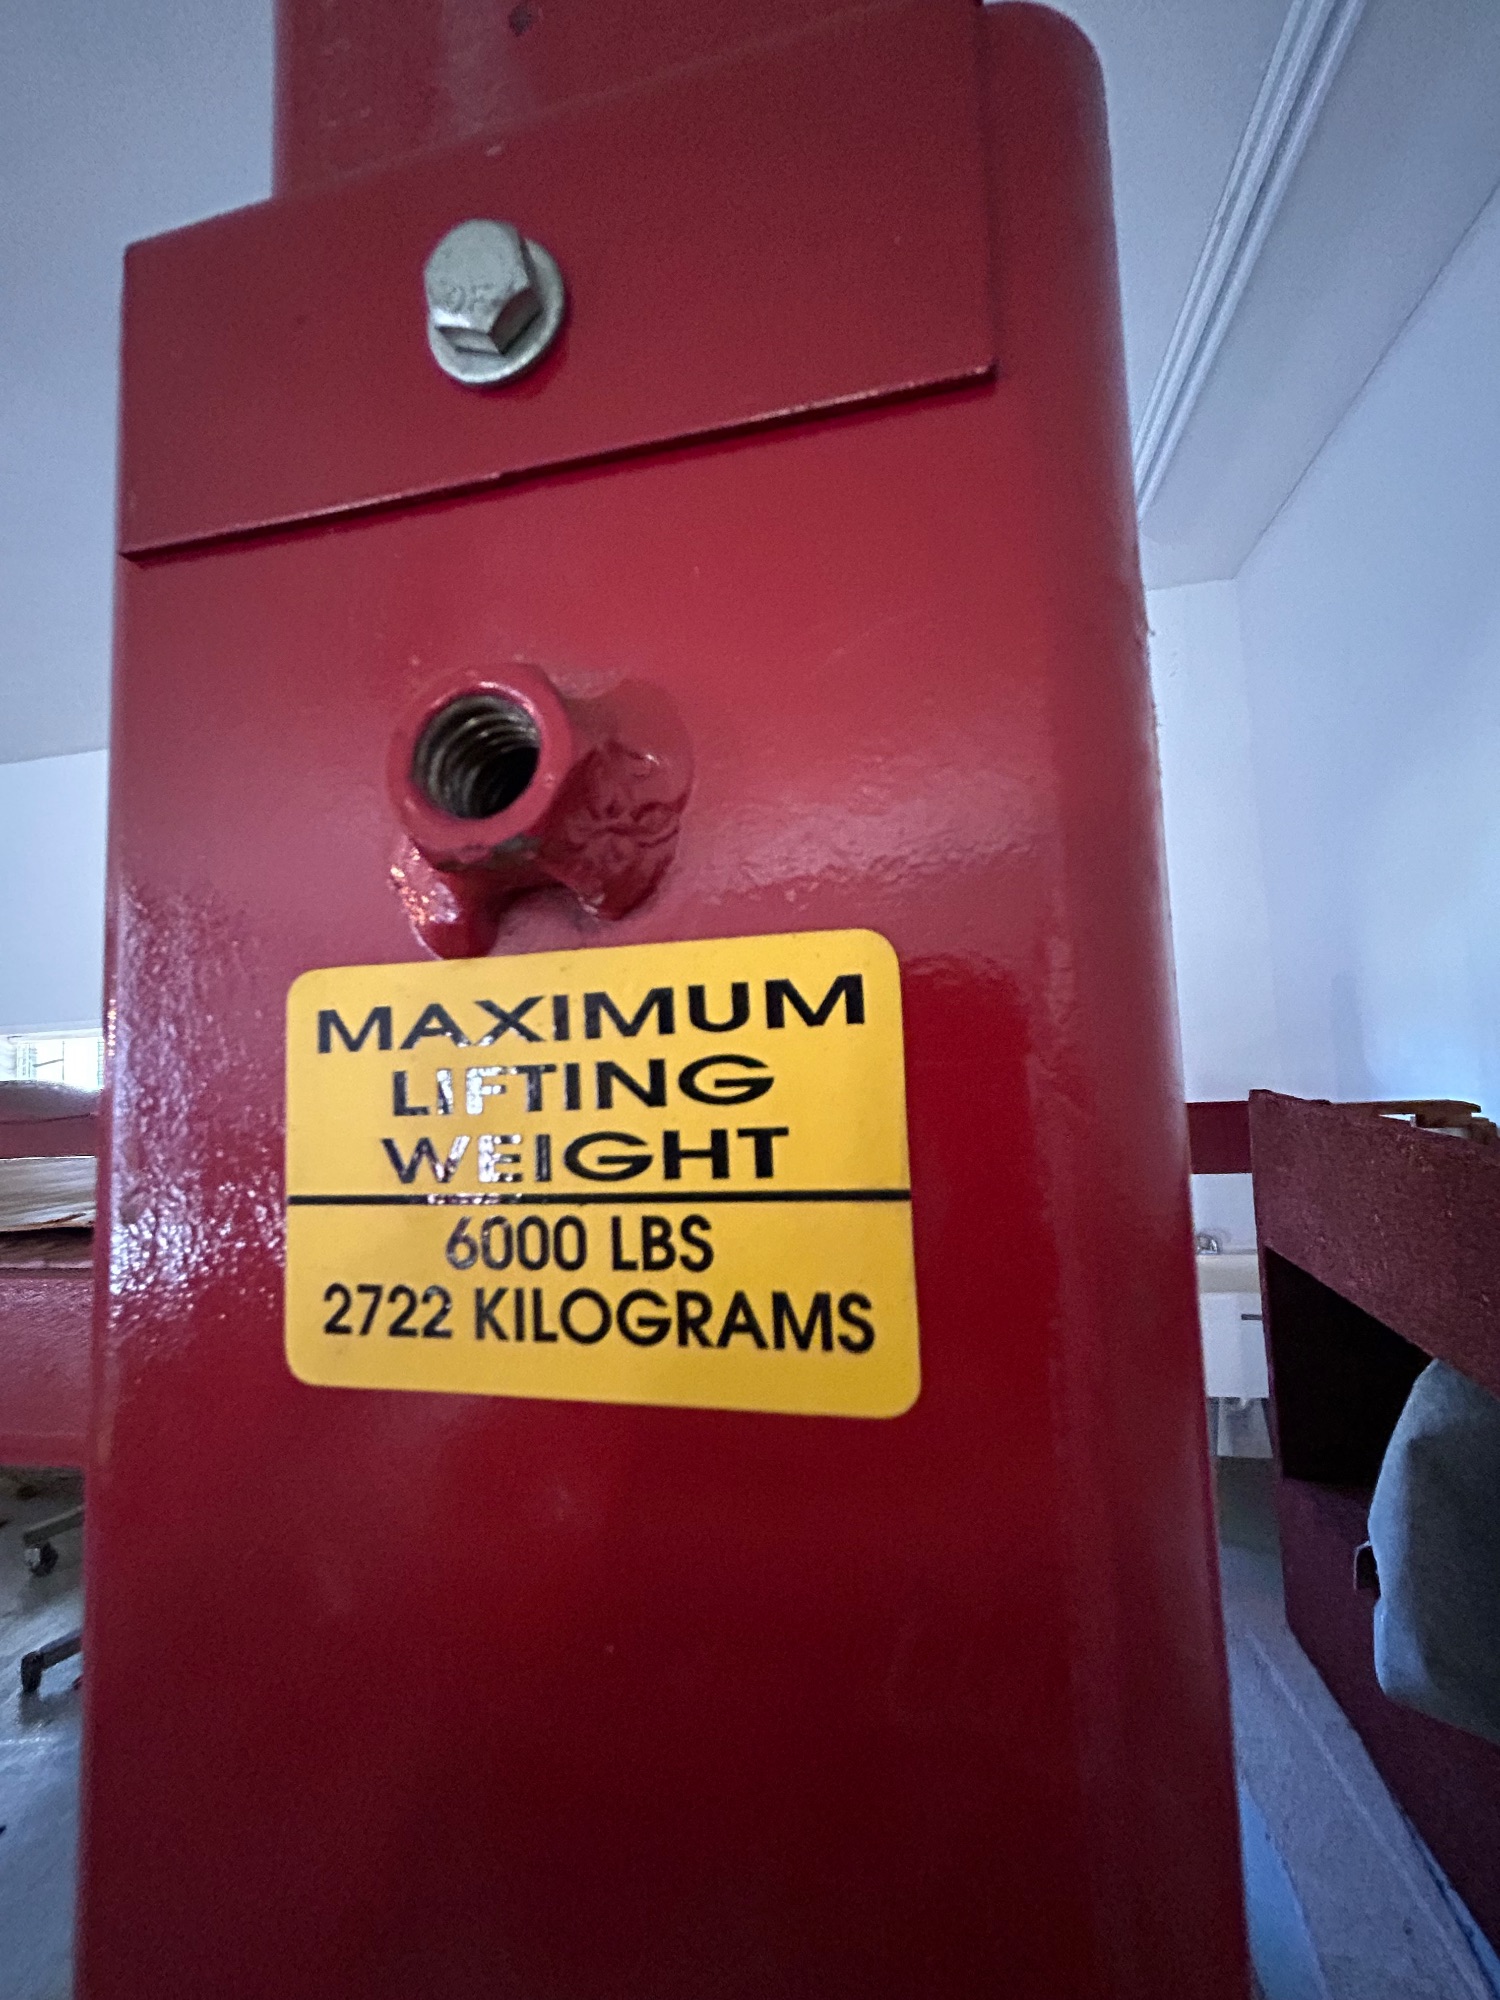 MAXIMUM
LIFTING
WEIGHT
6000 LBS
2722 KILOGRAMS